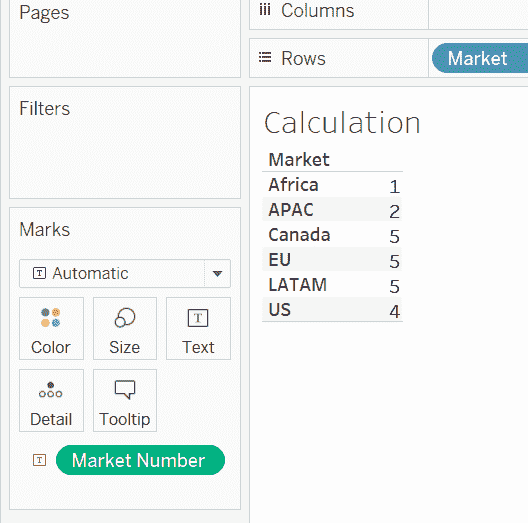 Pages
Columns
Rows
Market
Filters
Calculation
Market
Africa 1
APAC 2
Canada 5
EU 5
LATAM 5
US 4
Marks
T Automatic
T
Color Size Text
Detail Tooltip
T Market Number